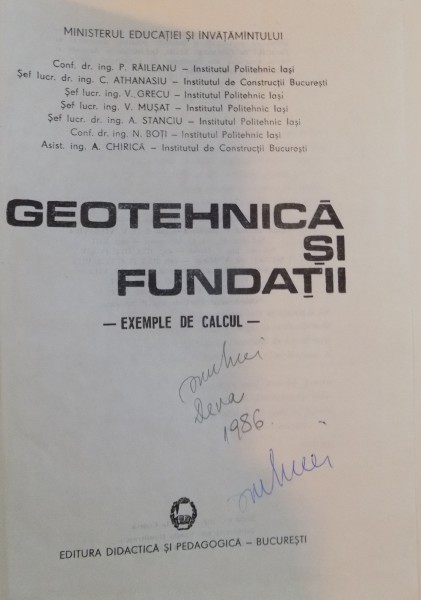 MINISTERUL EDUCAȚIEI ȘI INVĂȚĂMÎNTULUI
Conf. dr. ing. P. RĂILEANU – Institutul Politehnic Iași
Șef lucr. dr. ing. C. ATHANASIU – Institutul de Construcții București
Șef lucr. ing. V. GRECU – Institutul Politehnic Iași
Șef lucr. ing. V. MUȘAT – Institutul Politehnic Iași
Șef lucr. dr. ing. A. STANCIU – Institutul Politehnic Iași
Conf. dr. ing. N. BOȚI – Institutul Politehnic Iași
Asist. ing. A. CHIRICĂ – Institutul de Construcții București
GEOTEHNICĂ
ȘI
FUNDAȚII
— EXEMPLE DE CALCUL —
Deva
1986.
EDITURA DIDACTICĂ ȘI PEDAGOGICĂ – BUCUREȘTI